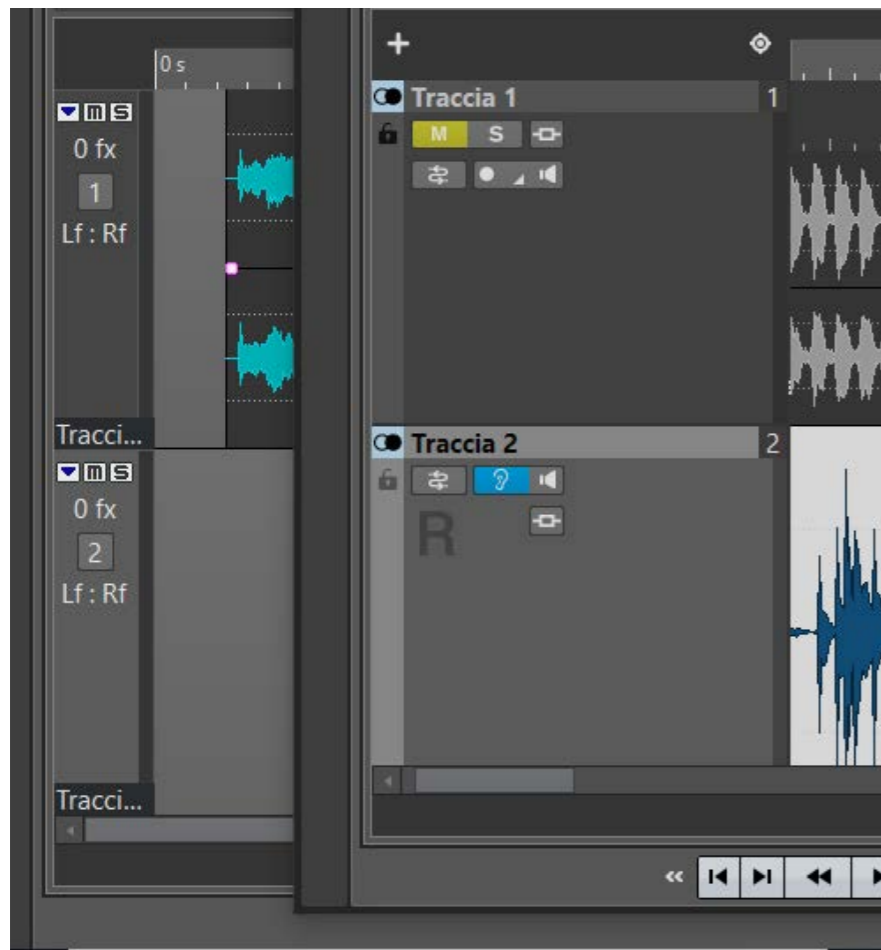 0 s
m S
0 fx
1
Lf : Rf
Tracci...
m S
0 fx
2
Lf : Rf
Tracci...
Traccia 1 1
M S
Traccia 2 2
R